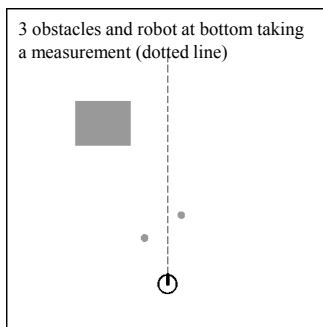 3 obstacles and robot at bottom taking
a measurement (dotted line)